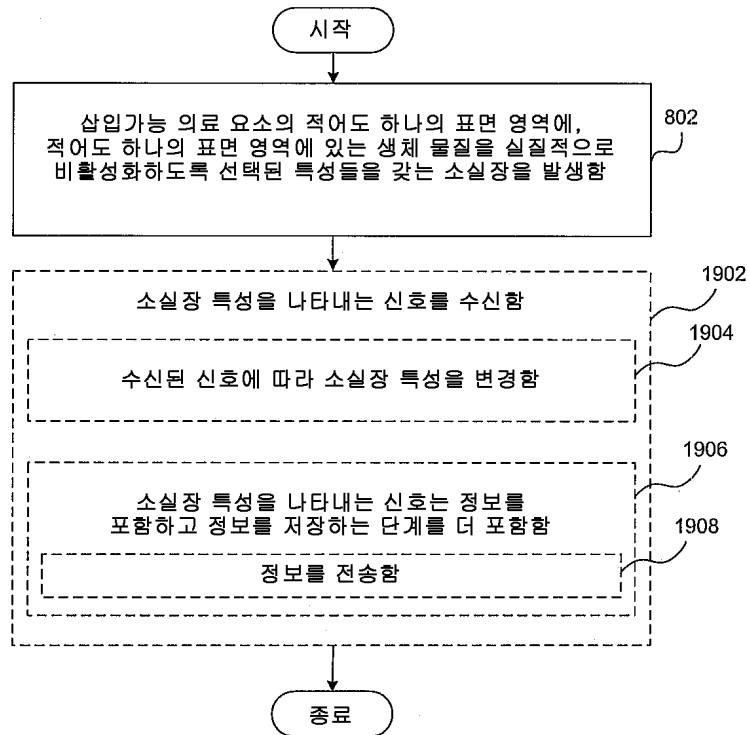 시작
삽입가능 의료 요소의 적어도 하나의 표면 영역에,
적어도 하나의 표면 영역에 있는 생체 물질을 실질적으로
비활성화하도록 선택된 특성들을 갖는 소실장을 발생함
802
1902
소실장 특성을 나타내는 신호를 수신함
1904
수신된 신호에 따라 소실장 특성을 변경함
1906
소실장 특성을 나타내는 신호는 정보를
포함하고 정보를 저장하는 단계를 더 포함함
1908
정보를 전송함
종료